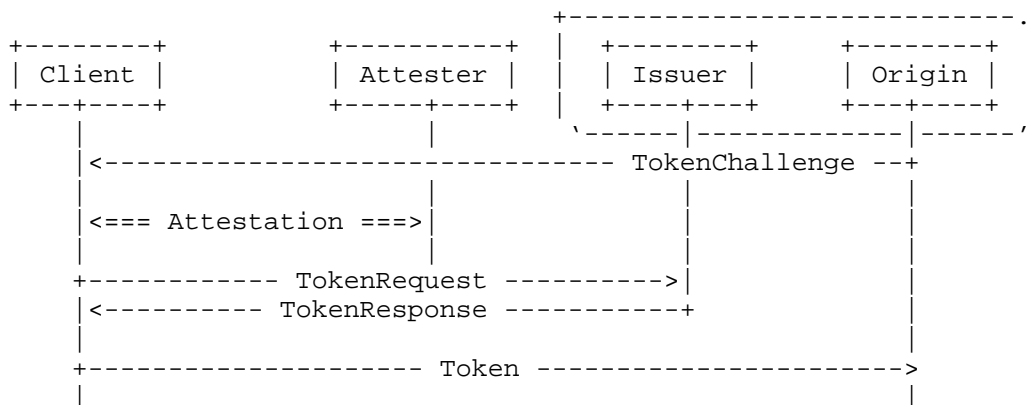 Client Attester Issuer Origin
TokenChallenge
Attestation
TokenRequest
TokenResponse
Token